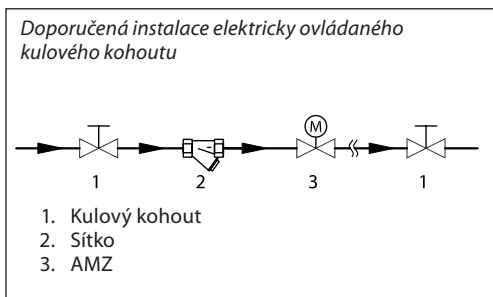 Doporučená instalace elektricky ovládaného
kulového kohoutu
M
1 2 3 1
1. Kulový kohout
2. Sítko
3. AMZ